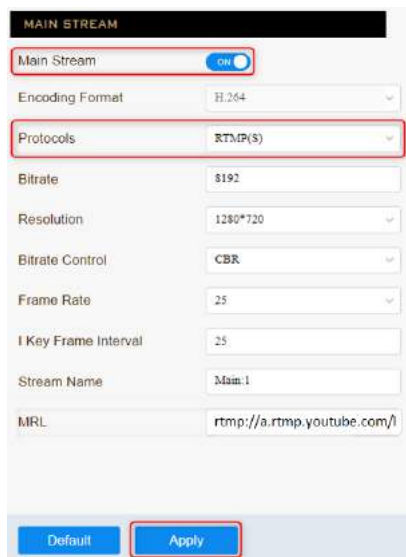 MAIN STREAM
Main Stream ON
Encoding Format H.264
Protocols RTMP(S)
Bitrate 8192
Resolution 1280*720
Bitrate Control CBR
Frame Rate 25
I Key Frame Interval 25
Stream Name Main:1
MRL rtmp://a.rtmp.youtube.com/l
Default Apply